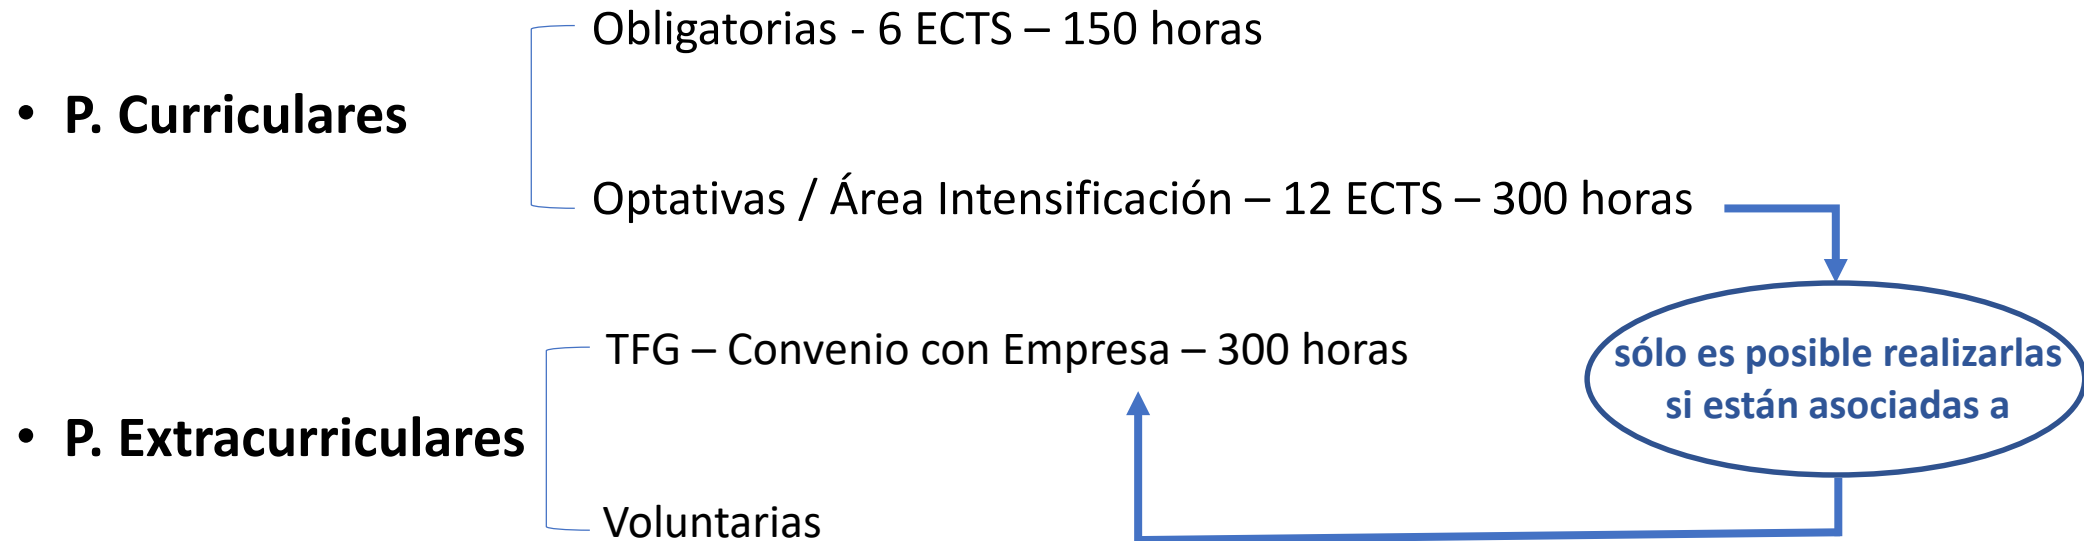 Obligatorias - 6 ECTS – 150 horas
• P. Curriculares
Optativas / Área Intensificación – 12 ECTS – 300 horas
TFG – Convenio con Empresa – 300 horas
sólo es posible realizarlas
si están asociadas a
• P. Extracurriculares
Voluntarias